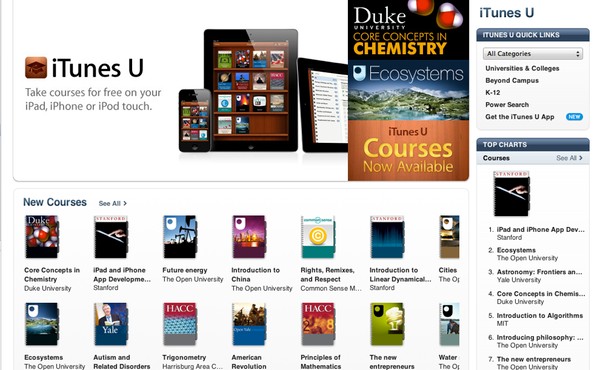 iTunes U
Take courses for free on your
iPad, iPhone or iPod touch.
Duke
UNIVERSITY
CORE CONCEPTS IN
CHEMISTRY
Ecosystems
iTunes U
Courses
Now Available
New Courses See All >
Duke
STANFORD
STANFORD
Core Concepts in
Chemistry
Duke University
iPad and iPhone
App Developme...
Stanford
Future energy
The Open University
Introduction to
China
The Open University
Rights, Remixes,
and Respect
Common Sense M...
Introduction to
Linear Dynamical...
Stanford
Cities
The Op
Yale
HACC
Open Yale
HACC
Ecosystems
The Open University
Autism and
Related Disorders
Trigonometry
Harrisburg Area C...
American
Revolution
Principles of
Mathematics
The new
entrepreneurs
Water
The Op
iTunes U
ITUNES U QUICK LINKS
All Categories
Universities & Colleges
Beyond Campus
K-12
Power Search
Get the iTunes U App NEW
TOP CHARTS
Courses See All >
STANFORD
1. iPad and iPhone App Dev...
Stanford
2. Ecosystems
The Open University
3. Astronomy: Frontiers an...
Yale University
4. Core Concepts in Chemis...
Duke University
5. Introduction to Algorithms
MIT
6. Introducing philosophy: ...
The Open University
7. The new entrepreneurs
The Open University